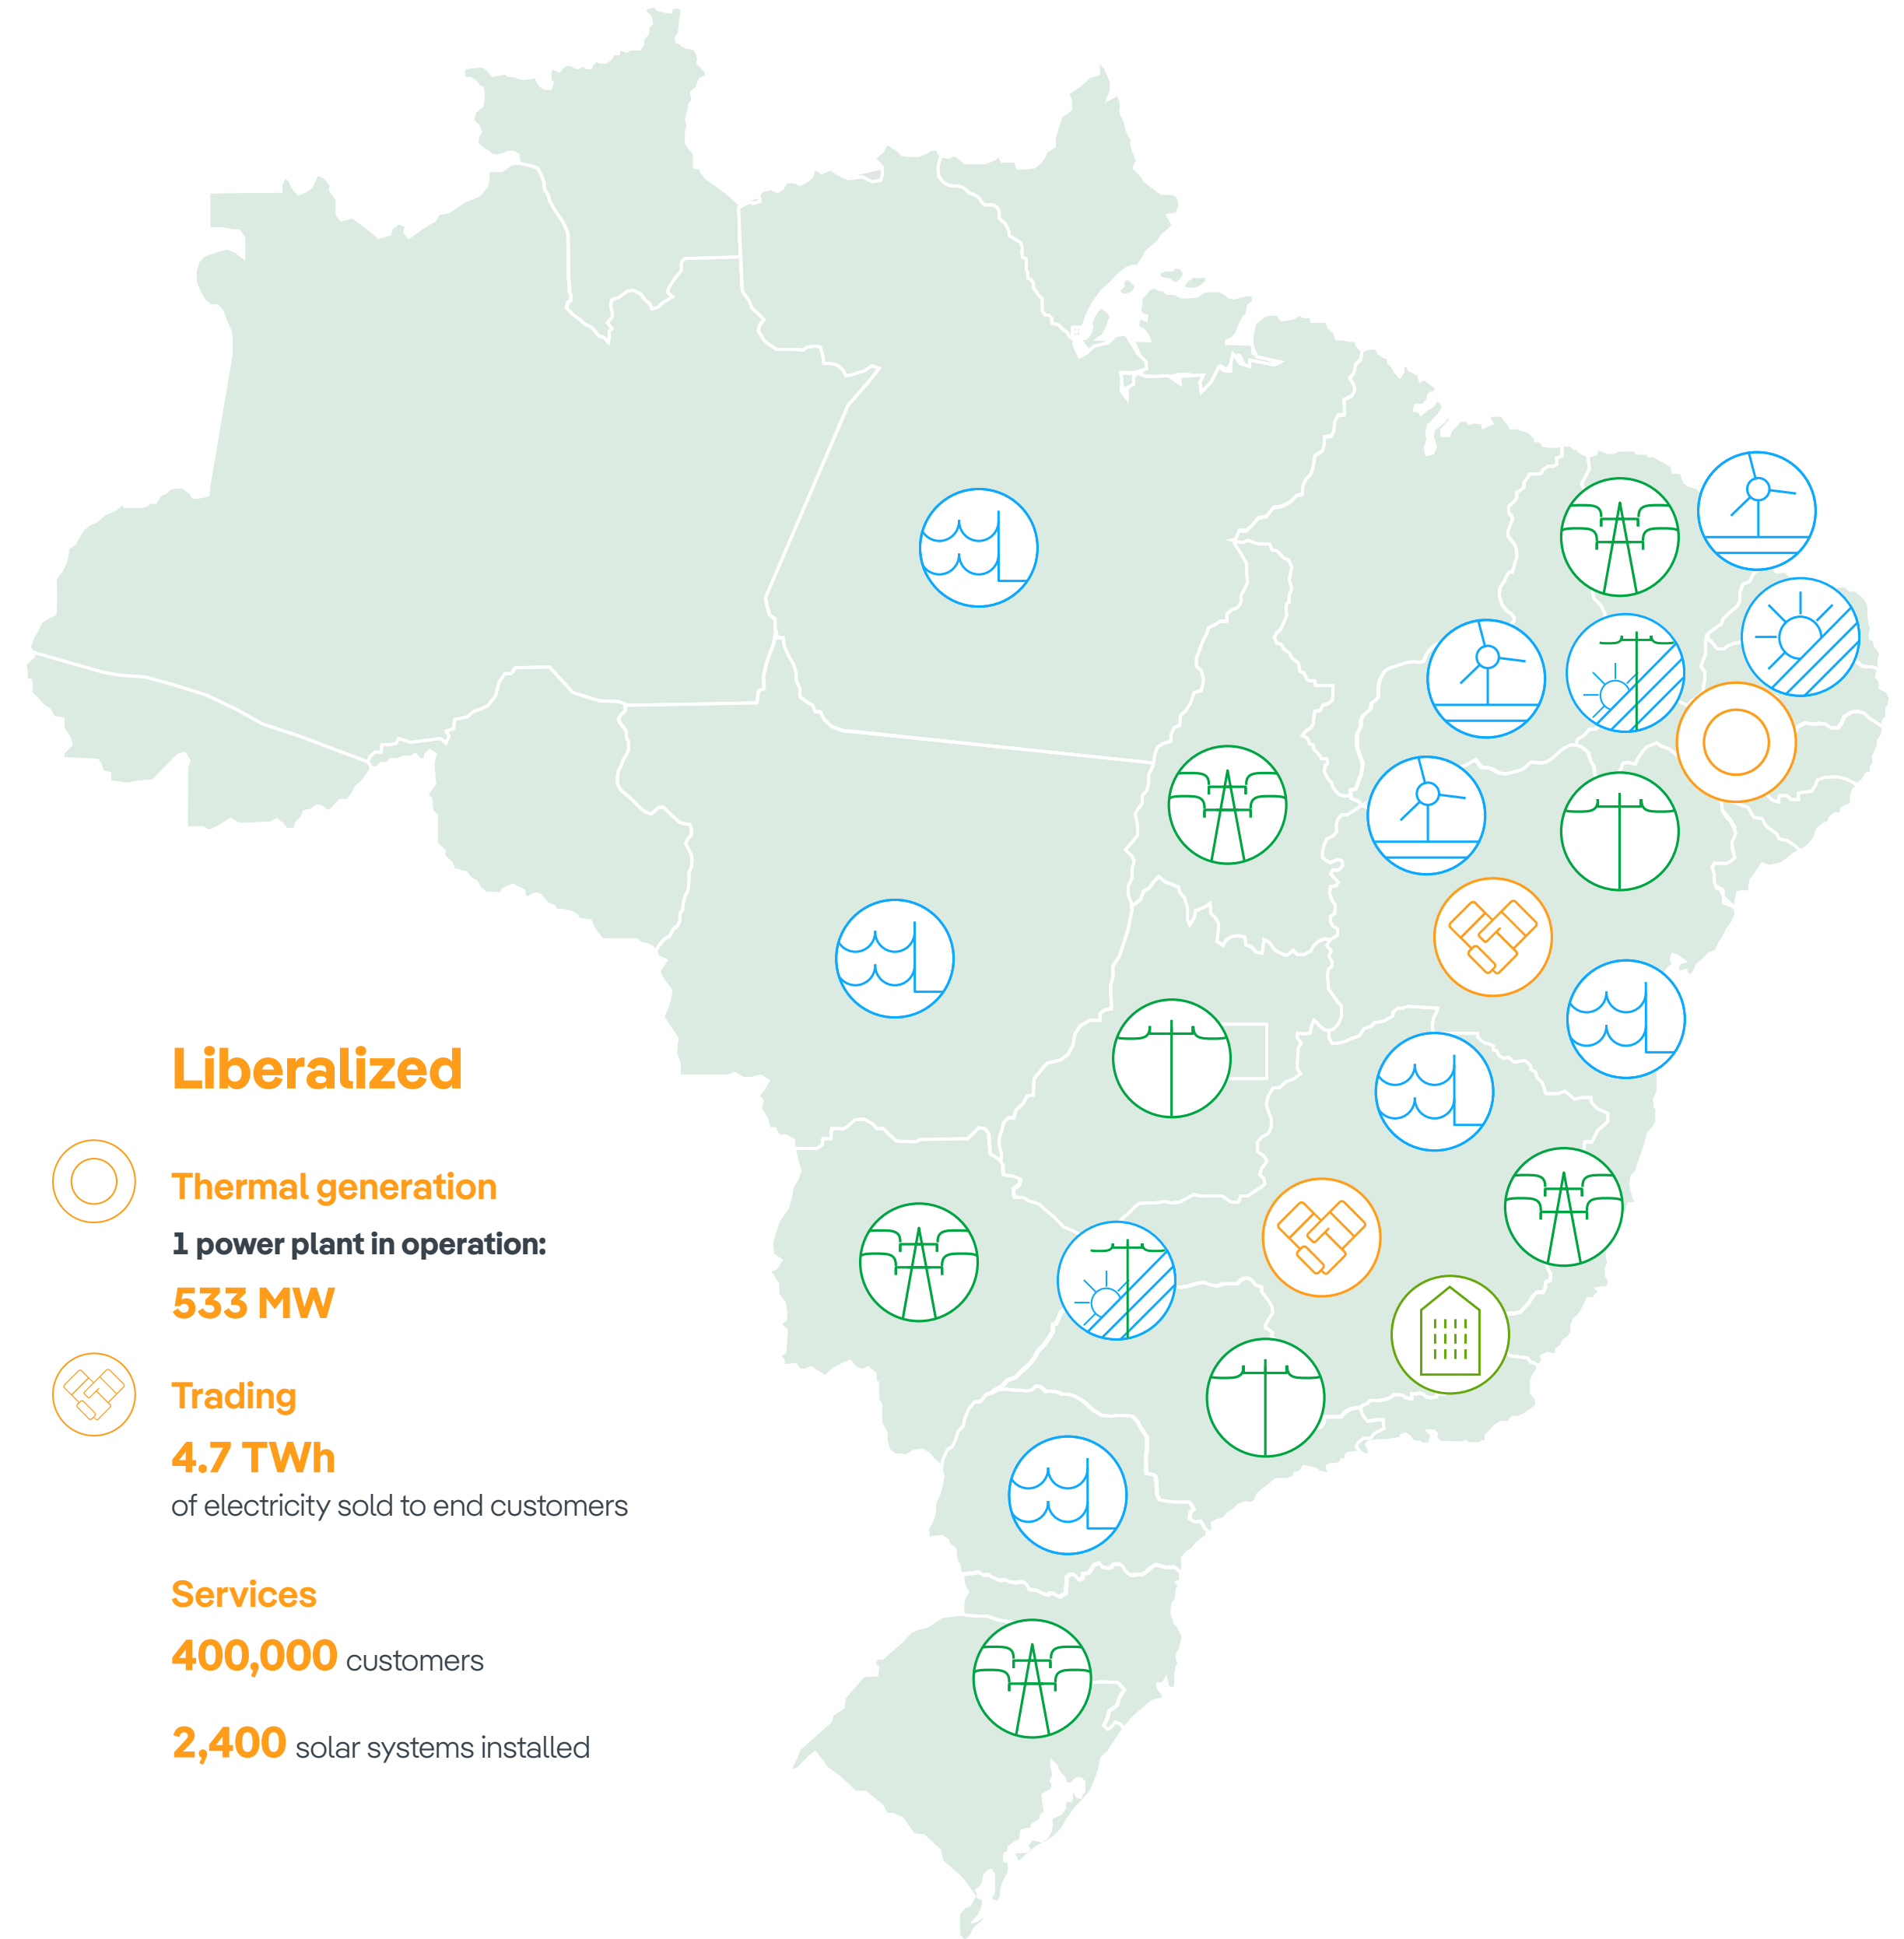 Liberalized
Thermal generation
1 power plant in operation:
533 MW
Trading
4.7 TWh
of electricity sold to end customers
Services
400,000 customers
2,400 solar systems installed